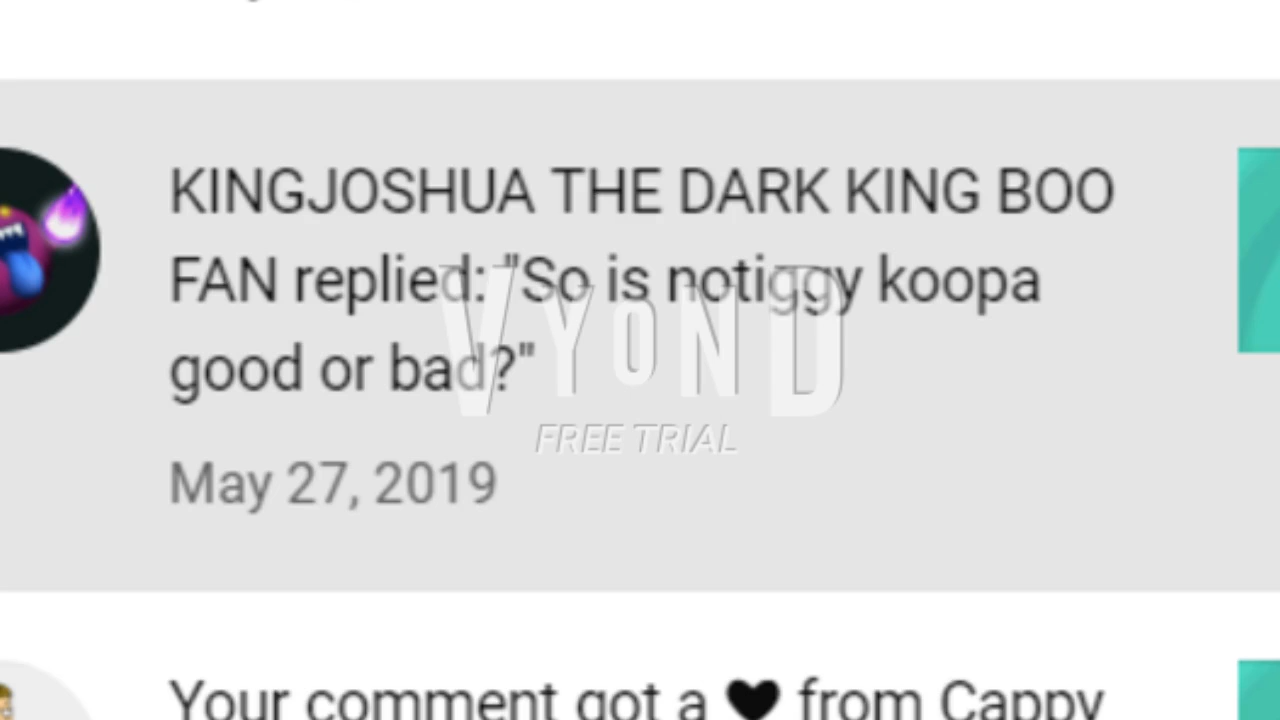 KINGJOSHUA THE DARK KING BOO
FAN replied: "So is notiggy koopa
good or bad?"
VYOND
FREE TRIAL
May 27, 2019
Your comment got a ♥ from Cappy